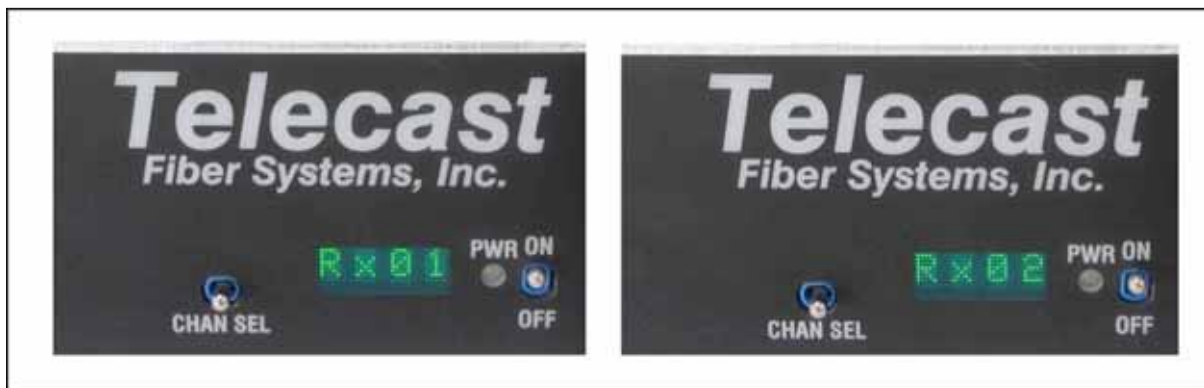 Telecast
Fiber Systems, Inc.
Rx01
PWR ON
CHAN SEL
OFF
Telecast
Fiber Systems, Inc.
Rx02
PWR ON
CHAN SEL
OFF